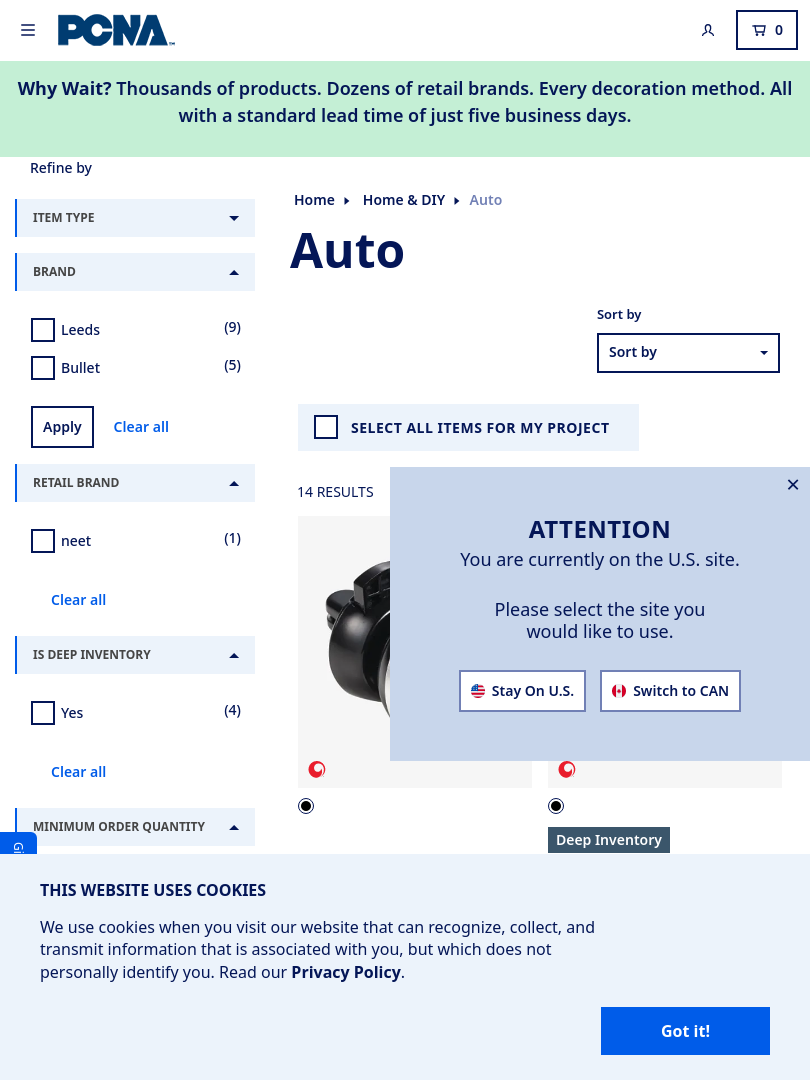 PCNA
0
Why Wait? Thousands of products. Dozens of retail brands. Every decoration method. All
with a standard lead time of just five business days.
Refine by
Home
Home & DIY
Auto
Auto
ITEM TYPE
BRAND
Leeds
(9)
Bullet
(5)
Apply
Clear all
RETAIL BRAND
neet
(1)
Clear all
IS DEEP INVENTORY
Yes
(4)
Clear all
MINIMUM ORDER QUANTITY
Sort by
Sort by
SELECT ALL ITEMS FOR MY PROJECT
14 RESULTS
ATTENTION
You are currently on the U.S. site.
Please select the site you
would like to use.
Stay On U.S.
Switch to CAN
Deep Inventory
THIS WEBSITE USES COOKIES
We use cookies when you visit our website that can recognize, collect, and
transmit information that is associated with you, but which does not
personally identify you. Read our Privacy Policy.
Got it!